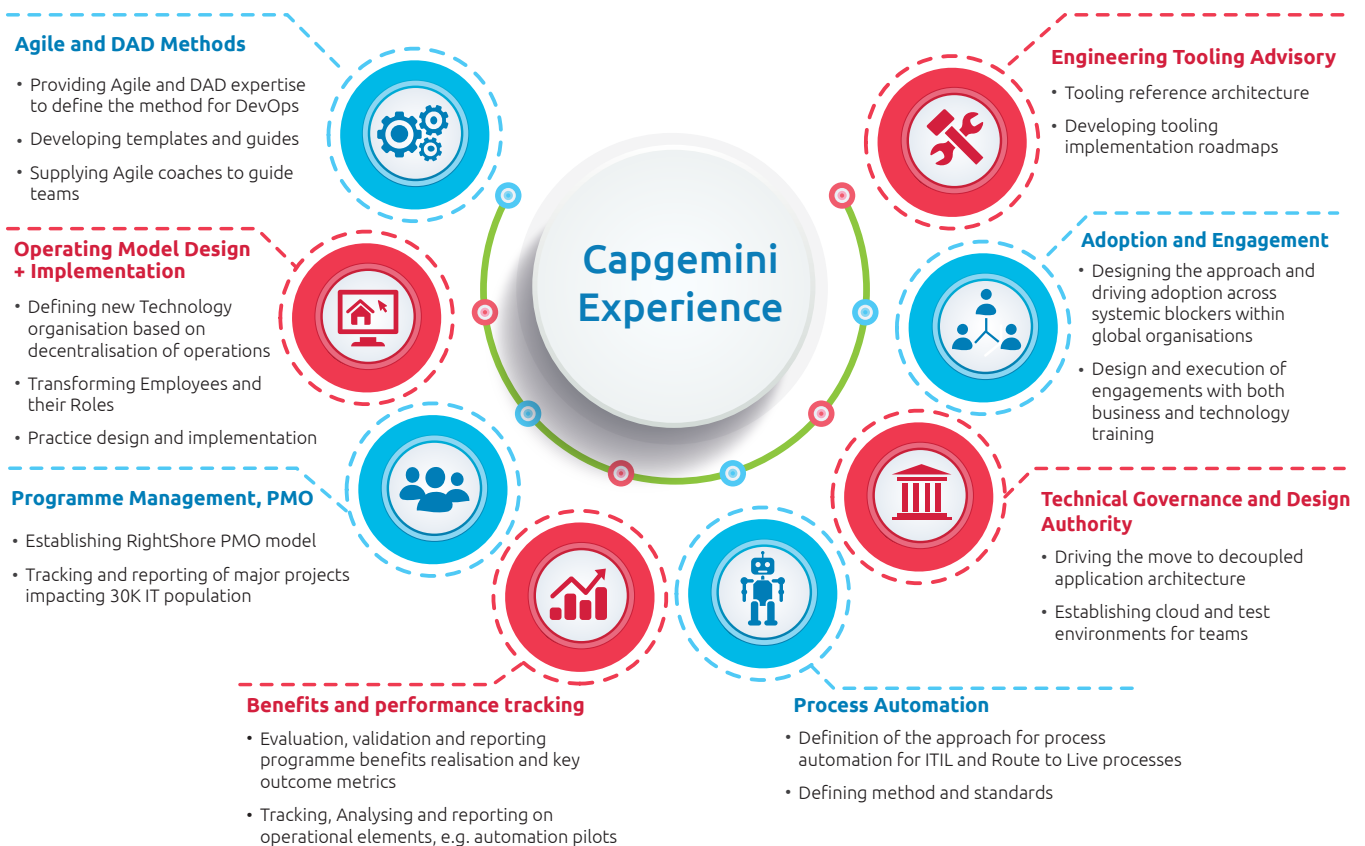 Agile and DAD Methods
• Providing Agile and DAD expertise
to define the method for DevOps
• Developing templates and guides
• Supplying Agile coaches to guide
teams
Operating Model Design
+ Implementation
• Defining new Technology
organisation based on
decentralisation of operations
• Transforming Employees and
their Roles
• Practice design and implementation
Programme Management, PMO
• Establishing RightShore PMO model
• Tracking and reporting of major projects
impacting 30K IT population
Benefits and performance tracking
• Evaluation, validation and reporting
programme benefits realisation and key
outcome metrics
• Tracking, Analysing and reporting on
operational elements, e.g. automation pilots
Capgemini
Experience
Engineering Tooling Advisory
• Tooling reference architecture
• Developing tooling
implementation roadmaps
Adoption and Engagement
• Designing the approach and
driving adoption across
systemic blockers within
global organisations
• Design and execution of
engagements with both
business and technology
training
Technical Governance and Design
Authority
• Driving the move to decoupled
application architecture
• Establishing cloud and test
environments for teams
Process Automation
• Definition of the approach for process
automation for ITIL and Route to Live processes
• Defining method and standards